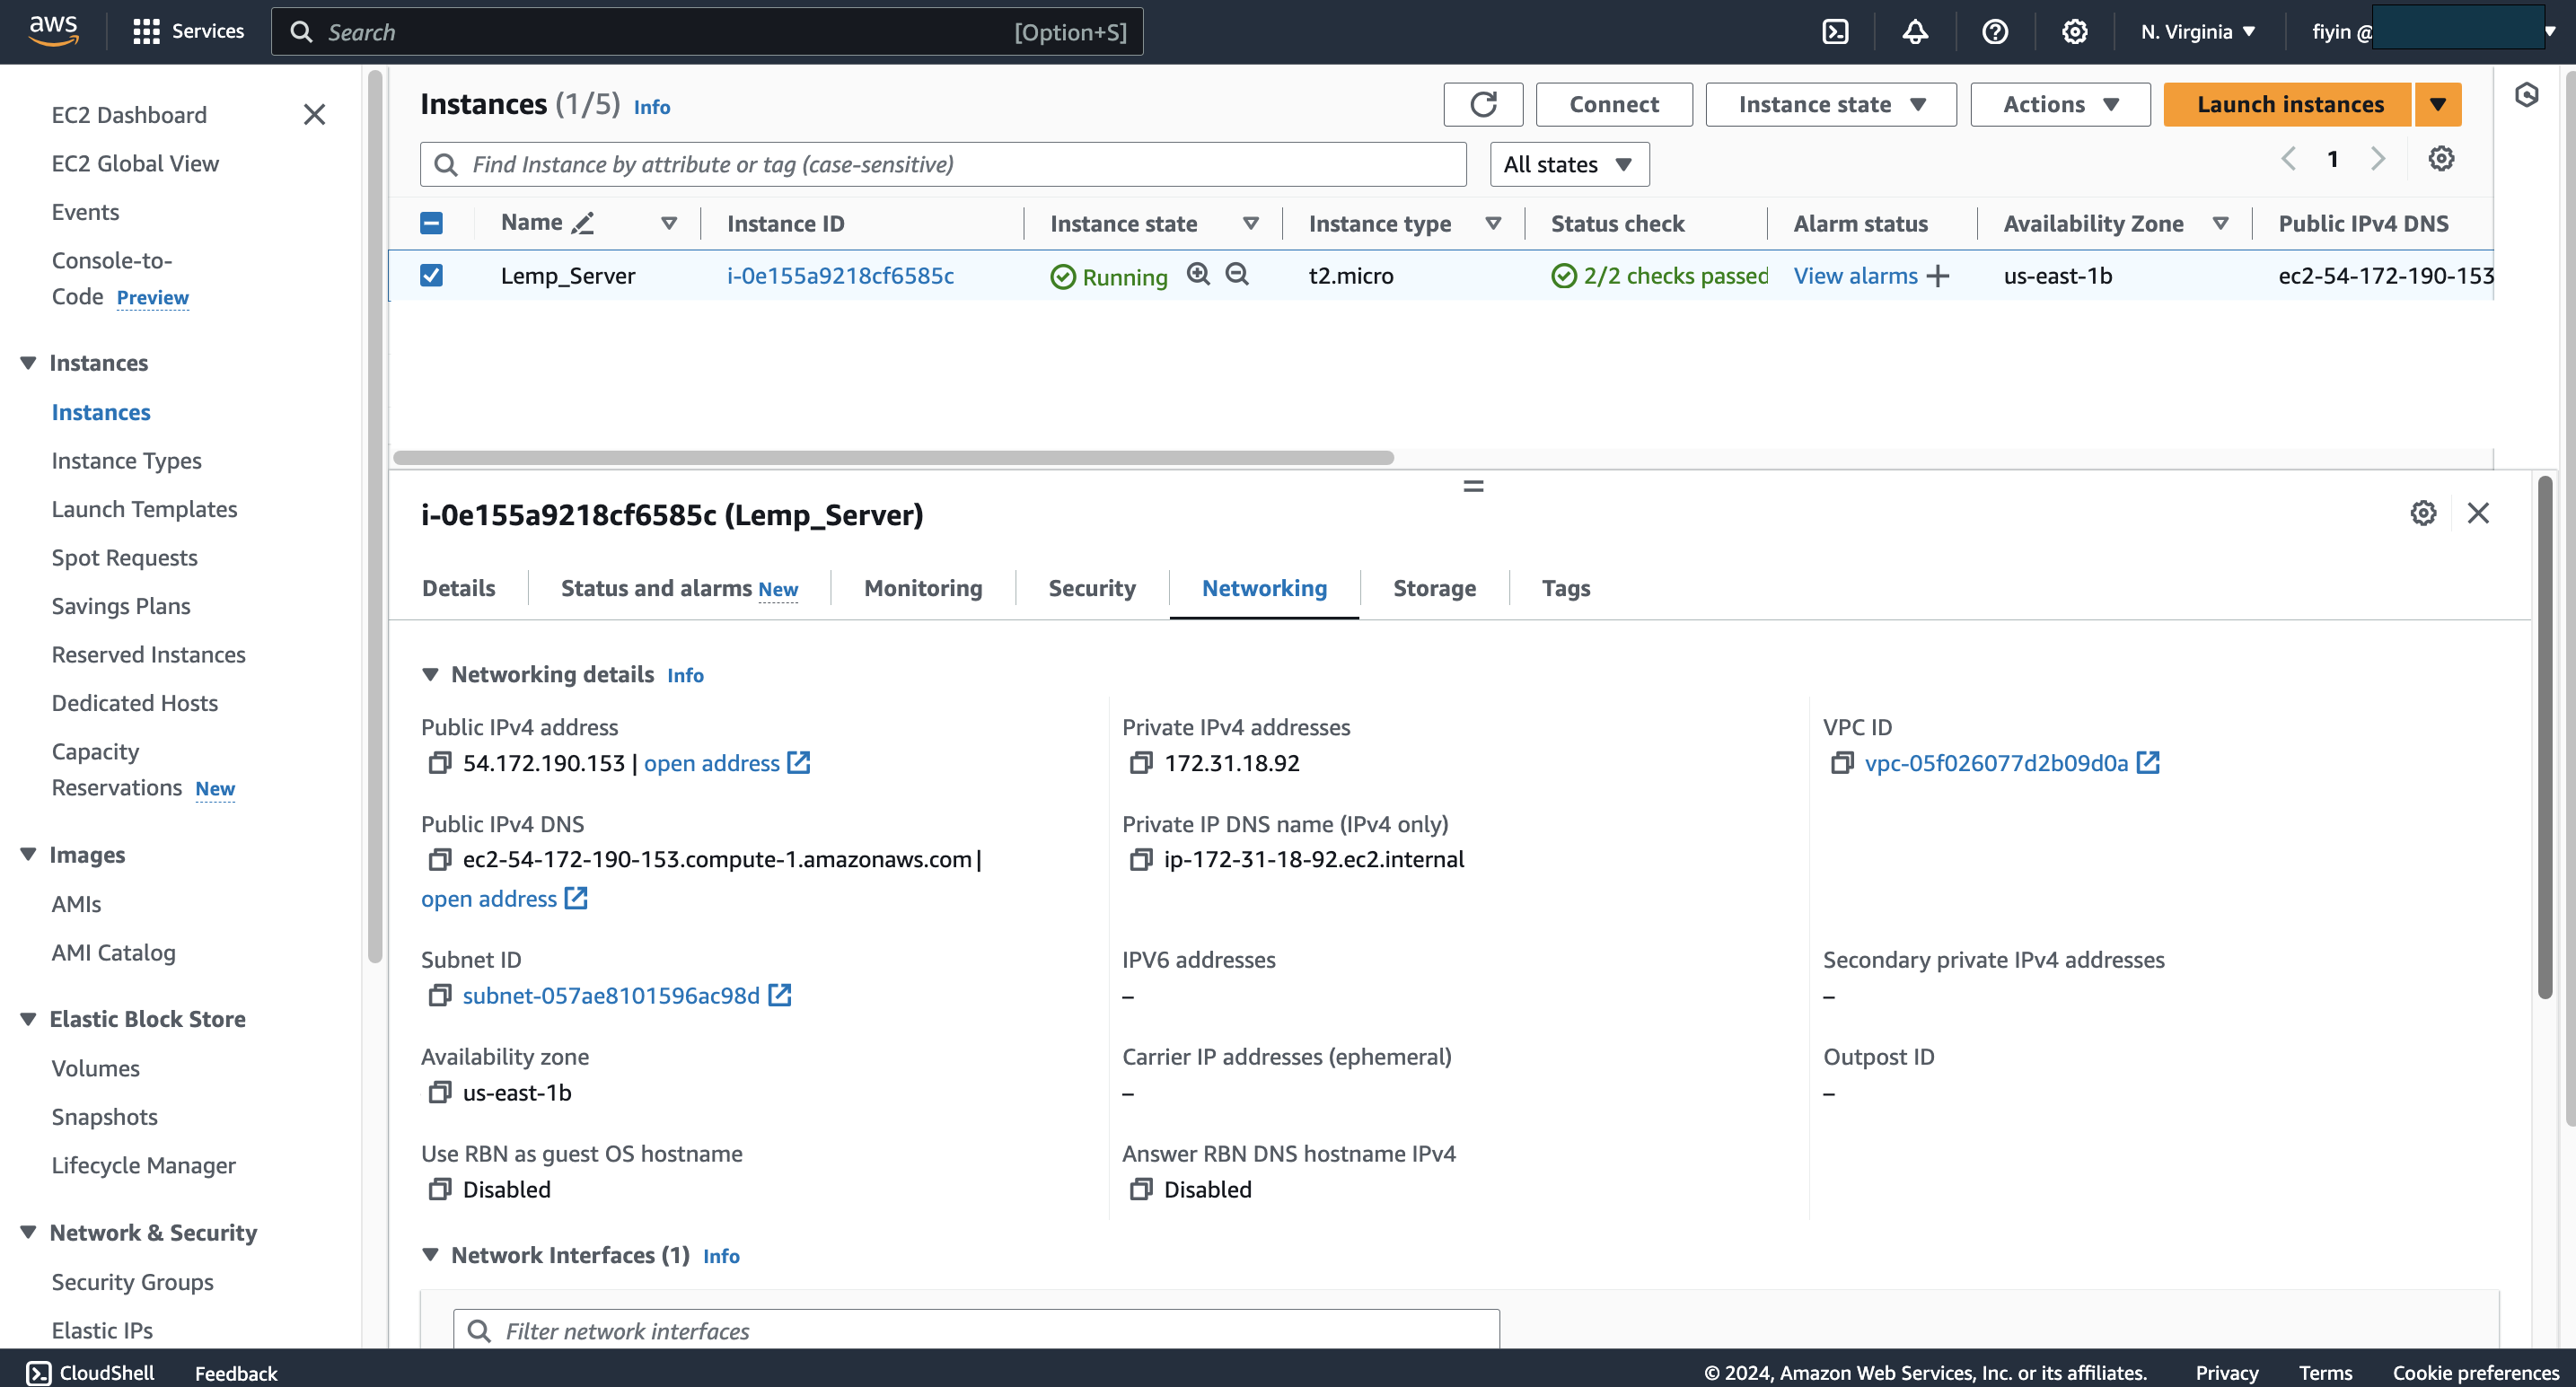 aws
Services
Search
[Option+S]
N. Virginia
fiyin @
EC2 Dashboard
EC2 Global View
Events
Console-to-
Code Preview
Instances
Instances
Instance Types
Launch Templates
Spot Requests
Savings Plans
Reserved Instances
Dedicated Hosts
Capacity
Reservations New
Images
AMIs
AMI Catalog
Elastic Block Store
Volumes
Snapshots
Lifecycle Manager
Network & Security
Security Groups
Elastic IPs
Instances (1/5) Info
Connect
Instance state
Actions
Launch instances
Find Instance by attribute or tag (case-sensitive)
All states
1
Name
Instance ID
Instance state
Instance type
Status check
Alarm status
Availability Zone
Public IPv4 DNS
Lemp_Server
i-0e155a9218cf6585c
Running
t2.micro
2/2 checks passed
View alarms
us-east-1b
ec2-54-172-190-153
i-0e155a9218cf6585c (Lemp_Server)
Details
Status and alarms New
Monitoring
Security
Networking
Storage
Tags
Networking details Info
Public IPv4 address
54.172.190.153 | open address
Private IPv4 addresses
172.31.18.92
VPC ID
vpc-05f026077d2b09d0a
Public IPv4 DNS
ec2-54-172-190-153.compute-1.amazonaws.com |
open address
Private IP DNS name (IPv4 only)
ip-172-31-18-92.ec2.internal
Subnet ID
subnet-057ae8101596ac98d
IPV6 addresses
–
Secondary private IPv4 addresses
–
Availability zone
us-east-1b
Carrier IP addresses (ephemeral)
–
Outpost ID
–
Use RBN as guest OS hostname
Disabled
Answer RBN DNS hostname IPv4
Disabled
Network Interfaces (1) Info
Filter network interfaces
CloudShell
Feedback
© 2024, Amazon Web Services, Inc. or its affiliates.
Privacy
Terms
Cookie preferences